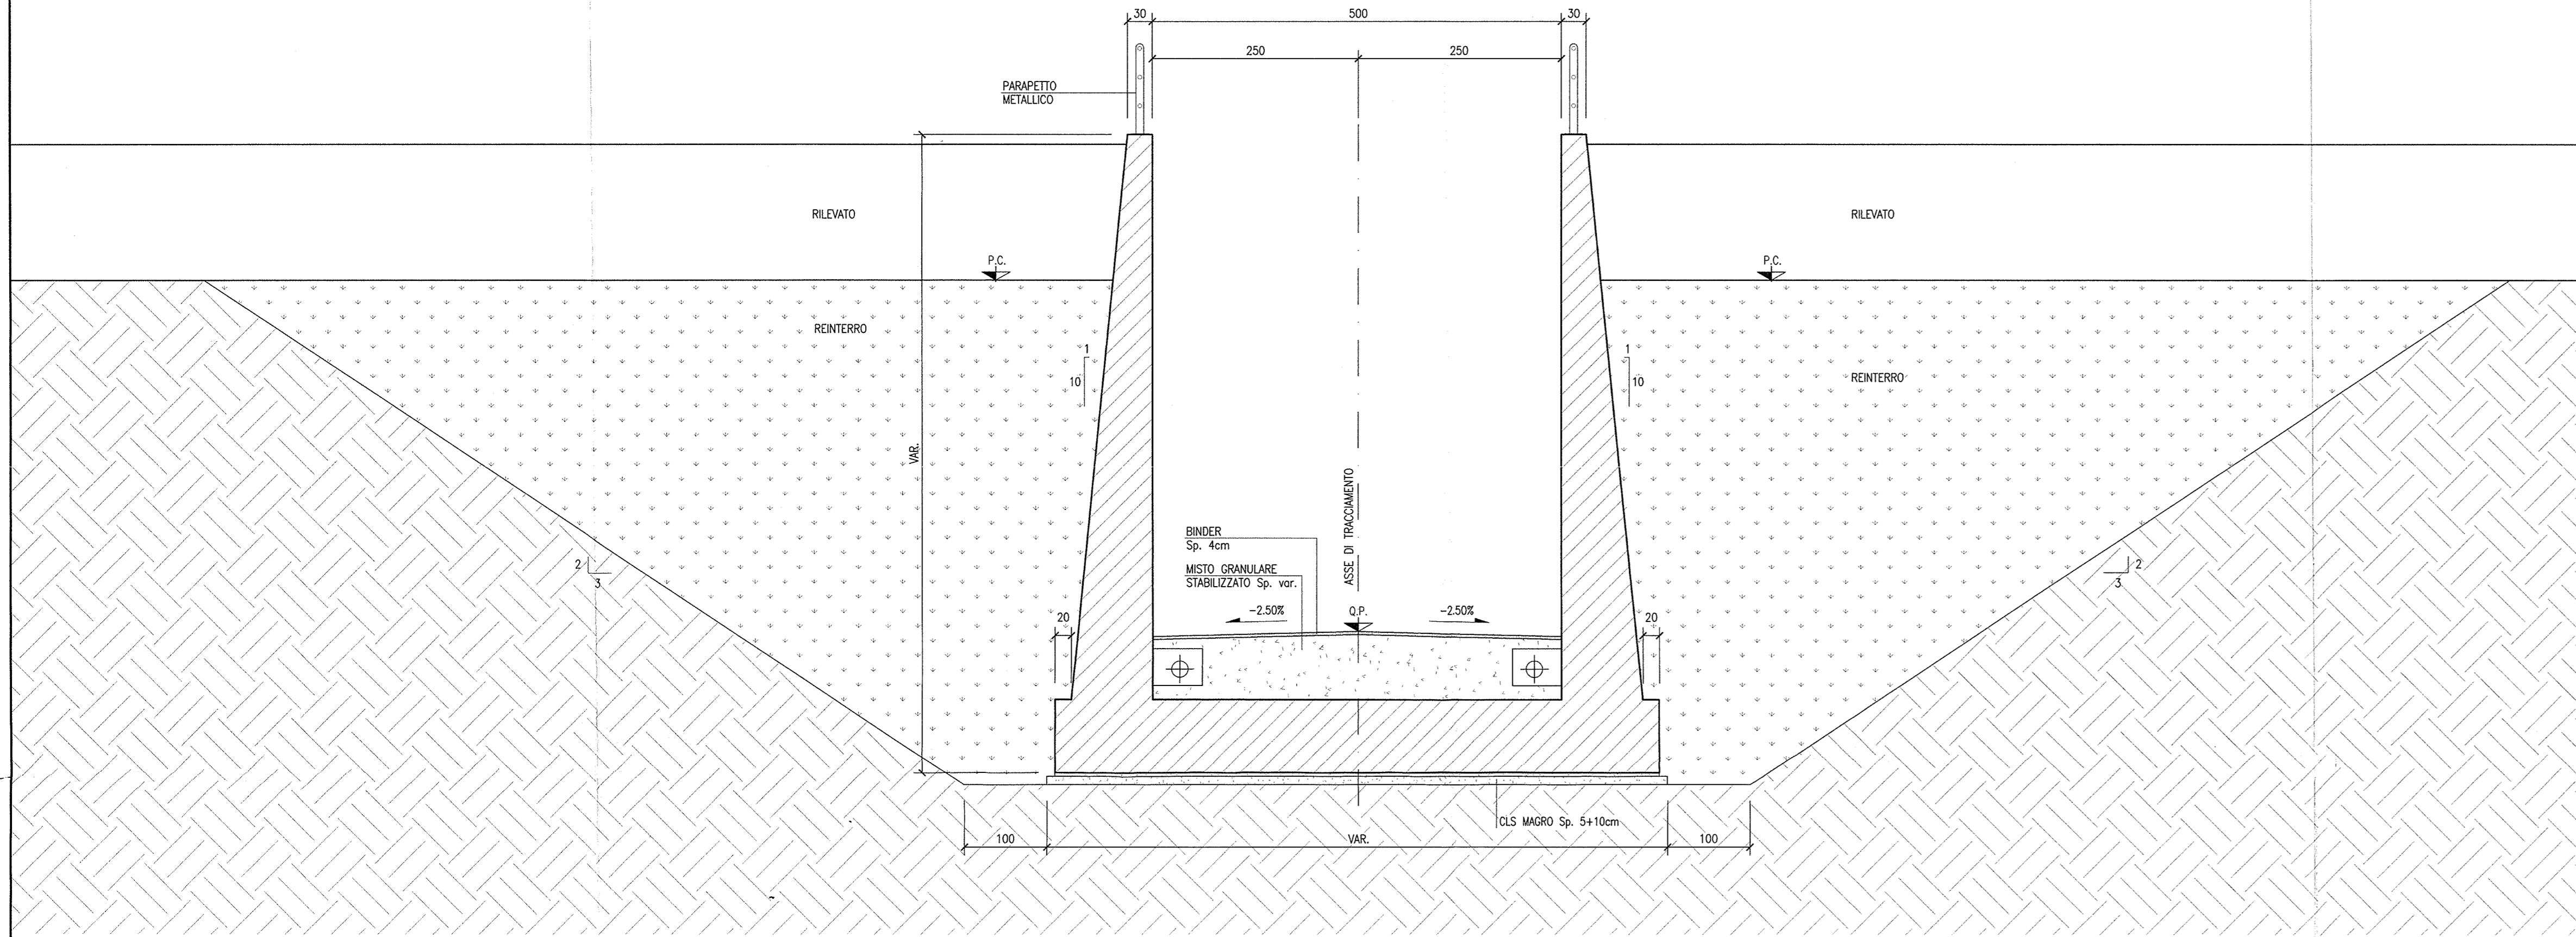 30
500
30
250
250
PARAPETTO
METALLICO
RILEVATO
RILEVATO
P.C.
P.C.
REINTERRO
1
10
1
10
REINTERRO
VAR.
ASSE DI TRACCIAMENTO
BINDER
Sp. 4cm
2
3
2
3
MISTO GRANULARE
STABILIZZATO Sp. var.
20
-2.50%
Q.P.
-2.50%
20
CLS MAGRO Sp. 5+10cm
100
VAR.
100